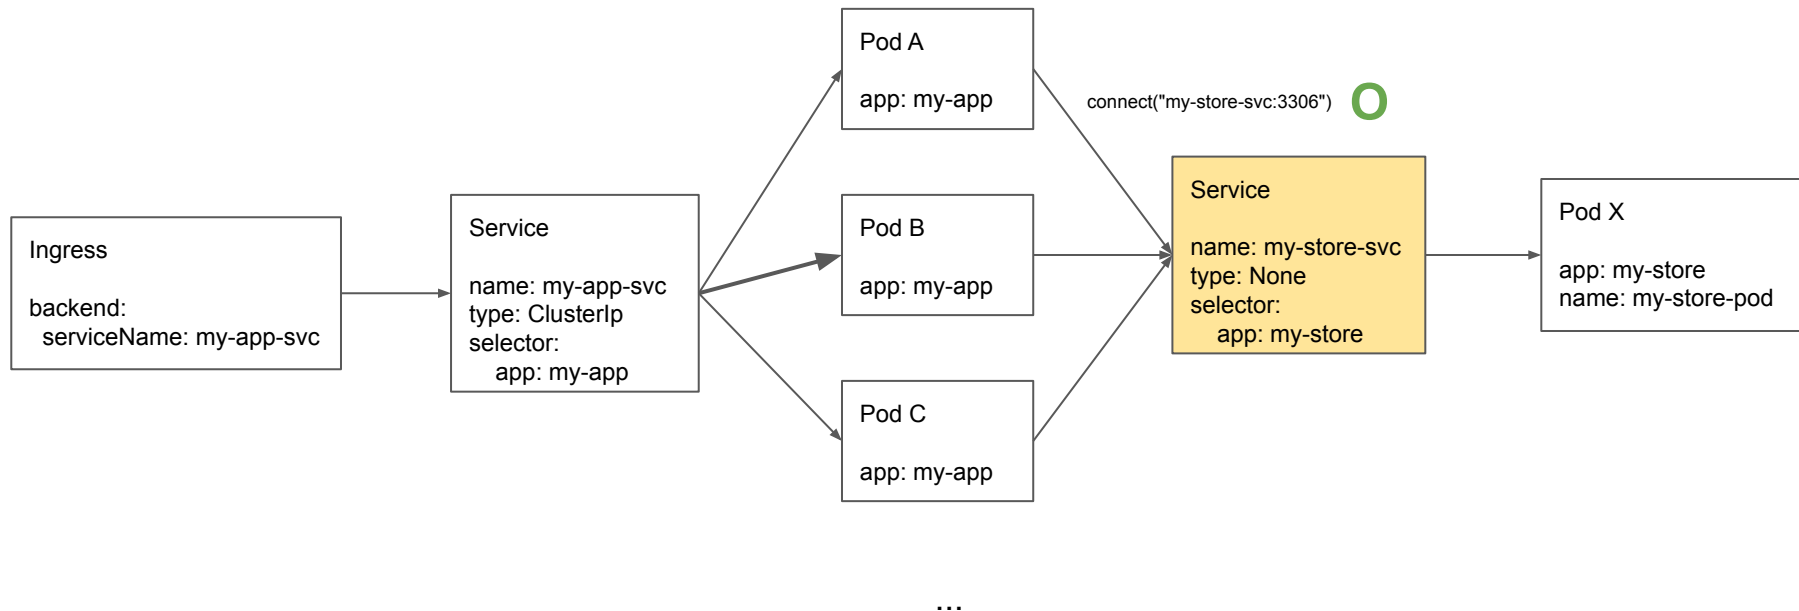 Ingress
backend:
serviceName: my-app-svc
Service
name: my-app-svc
type: ClusterIp
selector:
app: my-app
Pod A
app: my-app
Pod B
app: my-app
Pod C
app: my-app
...
connect("my-store-svc:3306")
O
Service
name: my-store-svc
type: None
selector:
app: my-store
Pod X
app: my-store
name: my-store-pod